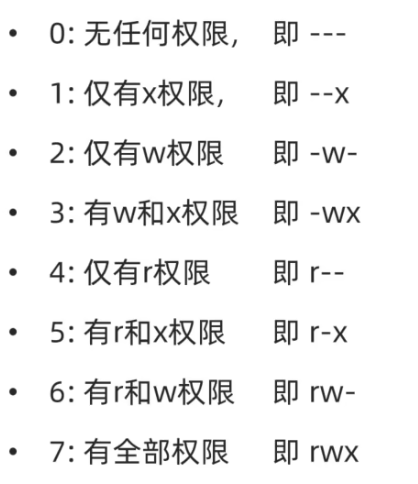 • 0: 无任何权限， 即 ---
• 1: 仅有x权限， 即 --x
• 2: 仅有w权限 即 -w-
• 3: 有w和x权限 即 -wx
• 4: 仅有r权限 即 r--
• 5: 有r和x权限 即 r-x
• 6: 有r和w权限 即 rw-
• 7: 有全部权限 即 rwx